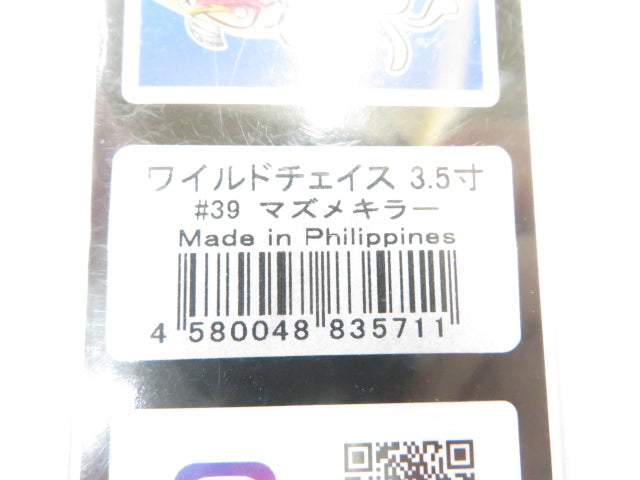 ワイルドチェイス 3.5寸
#39 マズメキラー
Made in Philippines
4 580048 835711